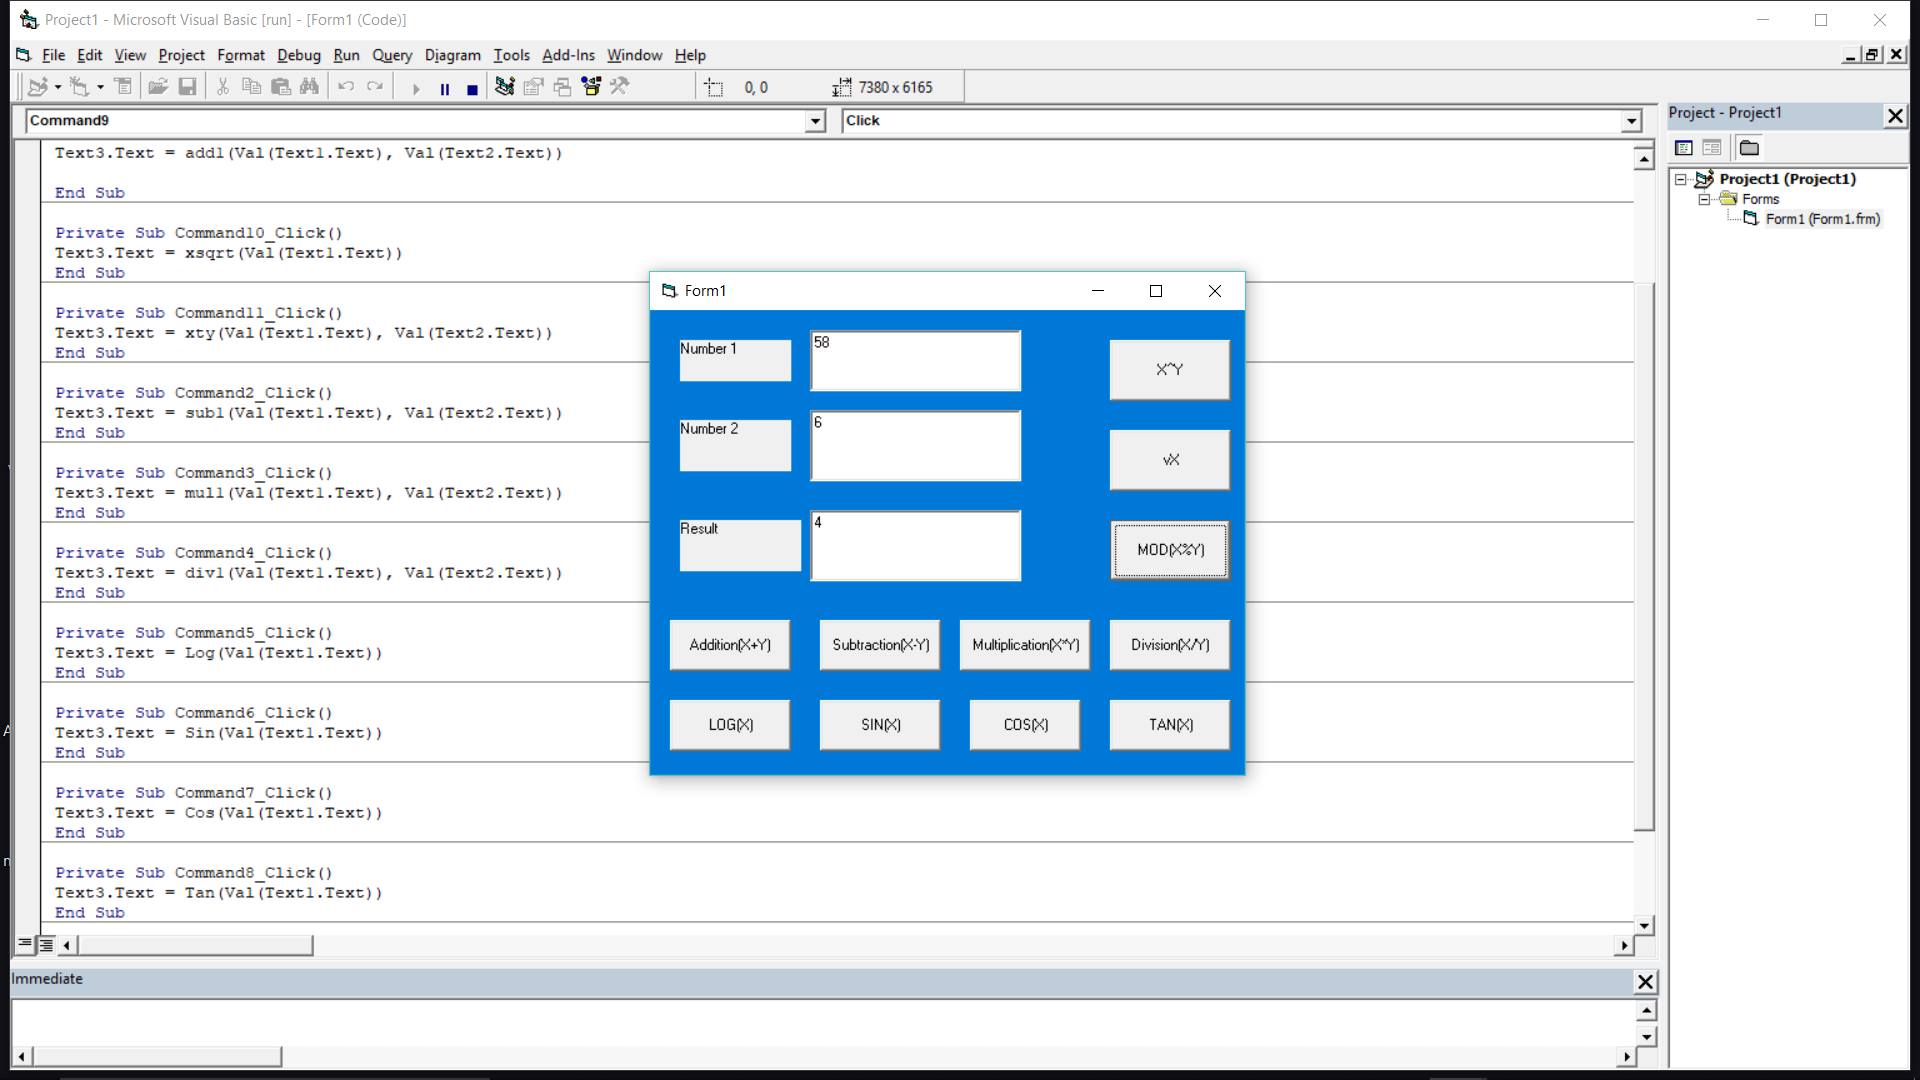 Project1 - Microsoft Visual Basic [run] - [Form1 (Code)]
File Edit View Project Format Debug Run Query Diagram Tools Add-Ins Window Help
0, 0 7380 x 6165
Command9 Click
Text3.Text = add1(Val(Text1.Text), Val(Text2.Text))
End Sub
Private Sub Command10_Click()
Text3.Text = xsqrt(Val(Text1.Text))
End Sub
Private Sub Command11_Click()
Text3.Text = xty(Val(Text1.Text), Val(Text2.Text))
End Sub
Private Sub Command2_Click()
Text3.Text = sub1(Val(Text1.Text), Val(Text2.Text))
End Sub
Private Sub Command3_Click()
Text3.Text = mul1(Val(Text1.Text), Val(Text2.Text))
End Sub
Private Sub Command4_Click()
Text3.Text = div1(Val(Text1.Text), Val(Text2.Text))
End Sub
Private Sub Command5_Click()
Text3.Text = Log(Val(Text1.Text))
End Sub
Private Sub Command6_Click()
Text3.Text = Sin(Val(Text1.Text))
End Sub
Private Sub Command7_Click()
Text3.Text = Cos(Val(Text1.Text))
End Sub
Private Sub Command8_Click()
Text3.Text = Tan(Val(Text1.Text))
End Sub
Form1
Number 1 58 X^Y
Number 2 6 √X
Result 4 MOD(X%Y)
Addition(X+Y) Subtraction(X-Y) Multiplication(X*Y) Division(X/Y)
LOG(X) SIN(X) COS(X) TAN(X)
Project - Project1
Project1 (Project1)
Forms
Form1 (Form1.frm)
Immediate